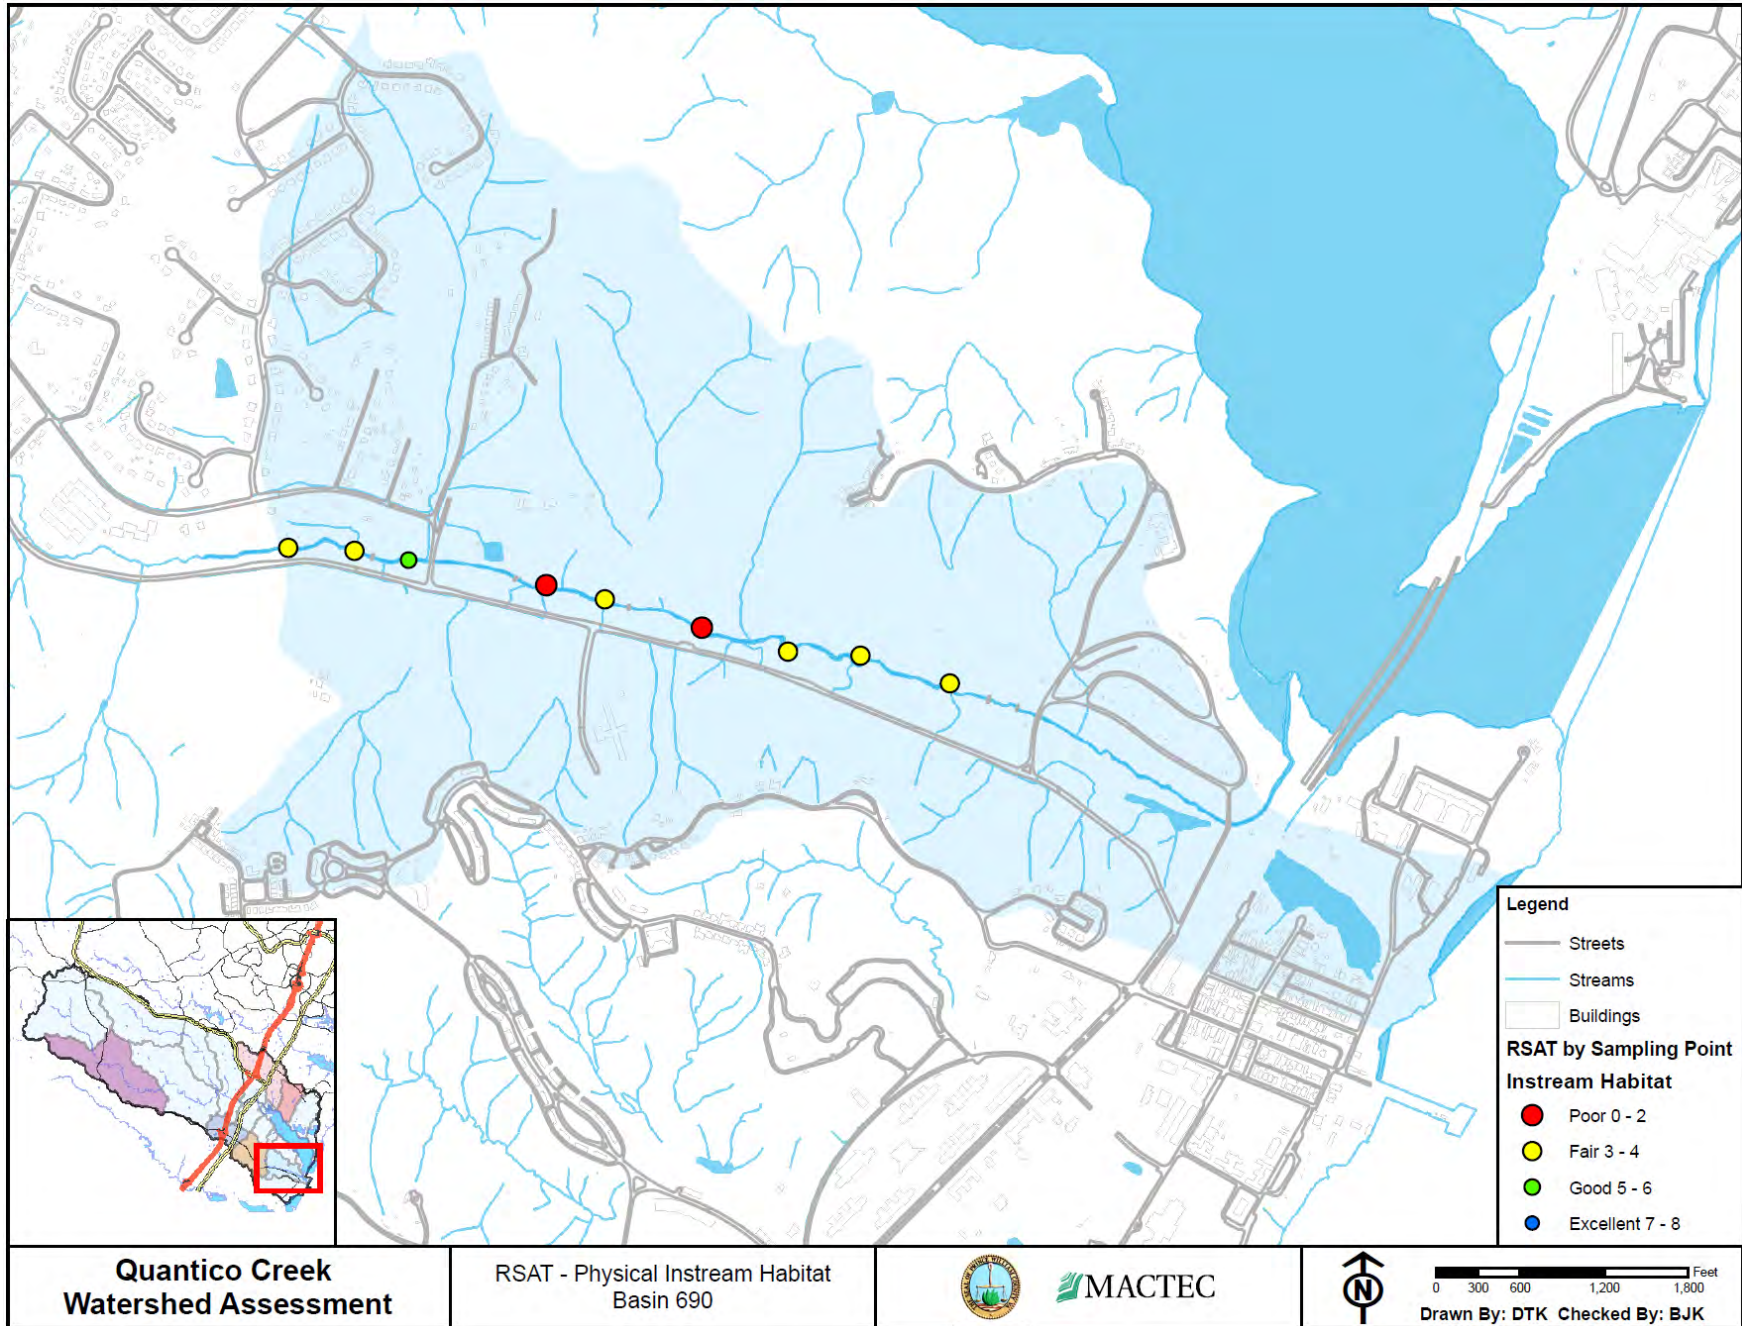 Legend
Streets
Streams
Buildings
RSAT by Sampling Point
Instream Habitat
Poor 0 - 2
Fair 3 - 4
Good 5 - 6
Excellent 7 - 8
Quantico Creek
Watershed Assessment
RSAT - Physical Instream Habitat
Basin 690
MACTEC
N
Feet
0 300 600 1,200 1,800
Drawn By: DTK Checked By: BJK